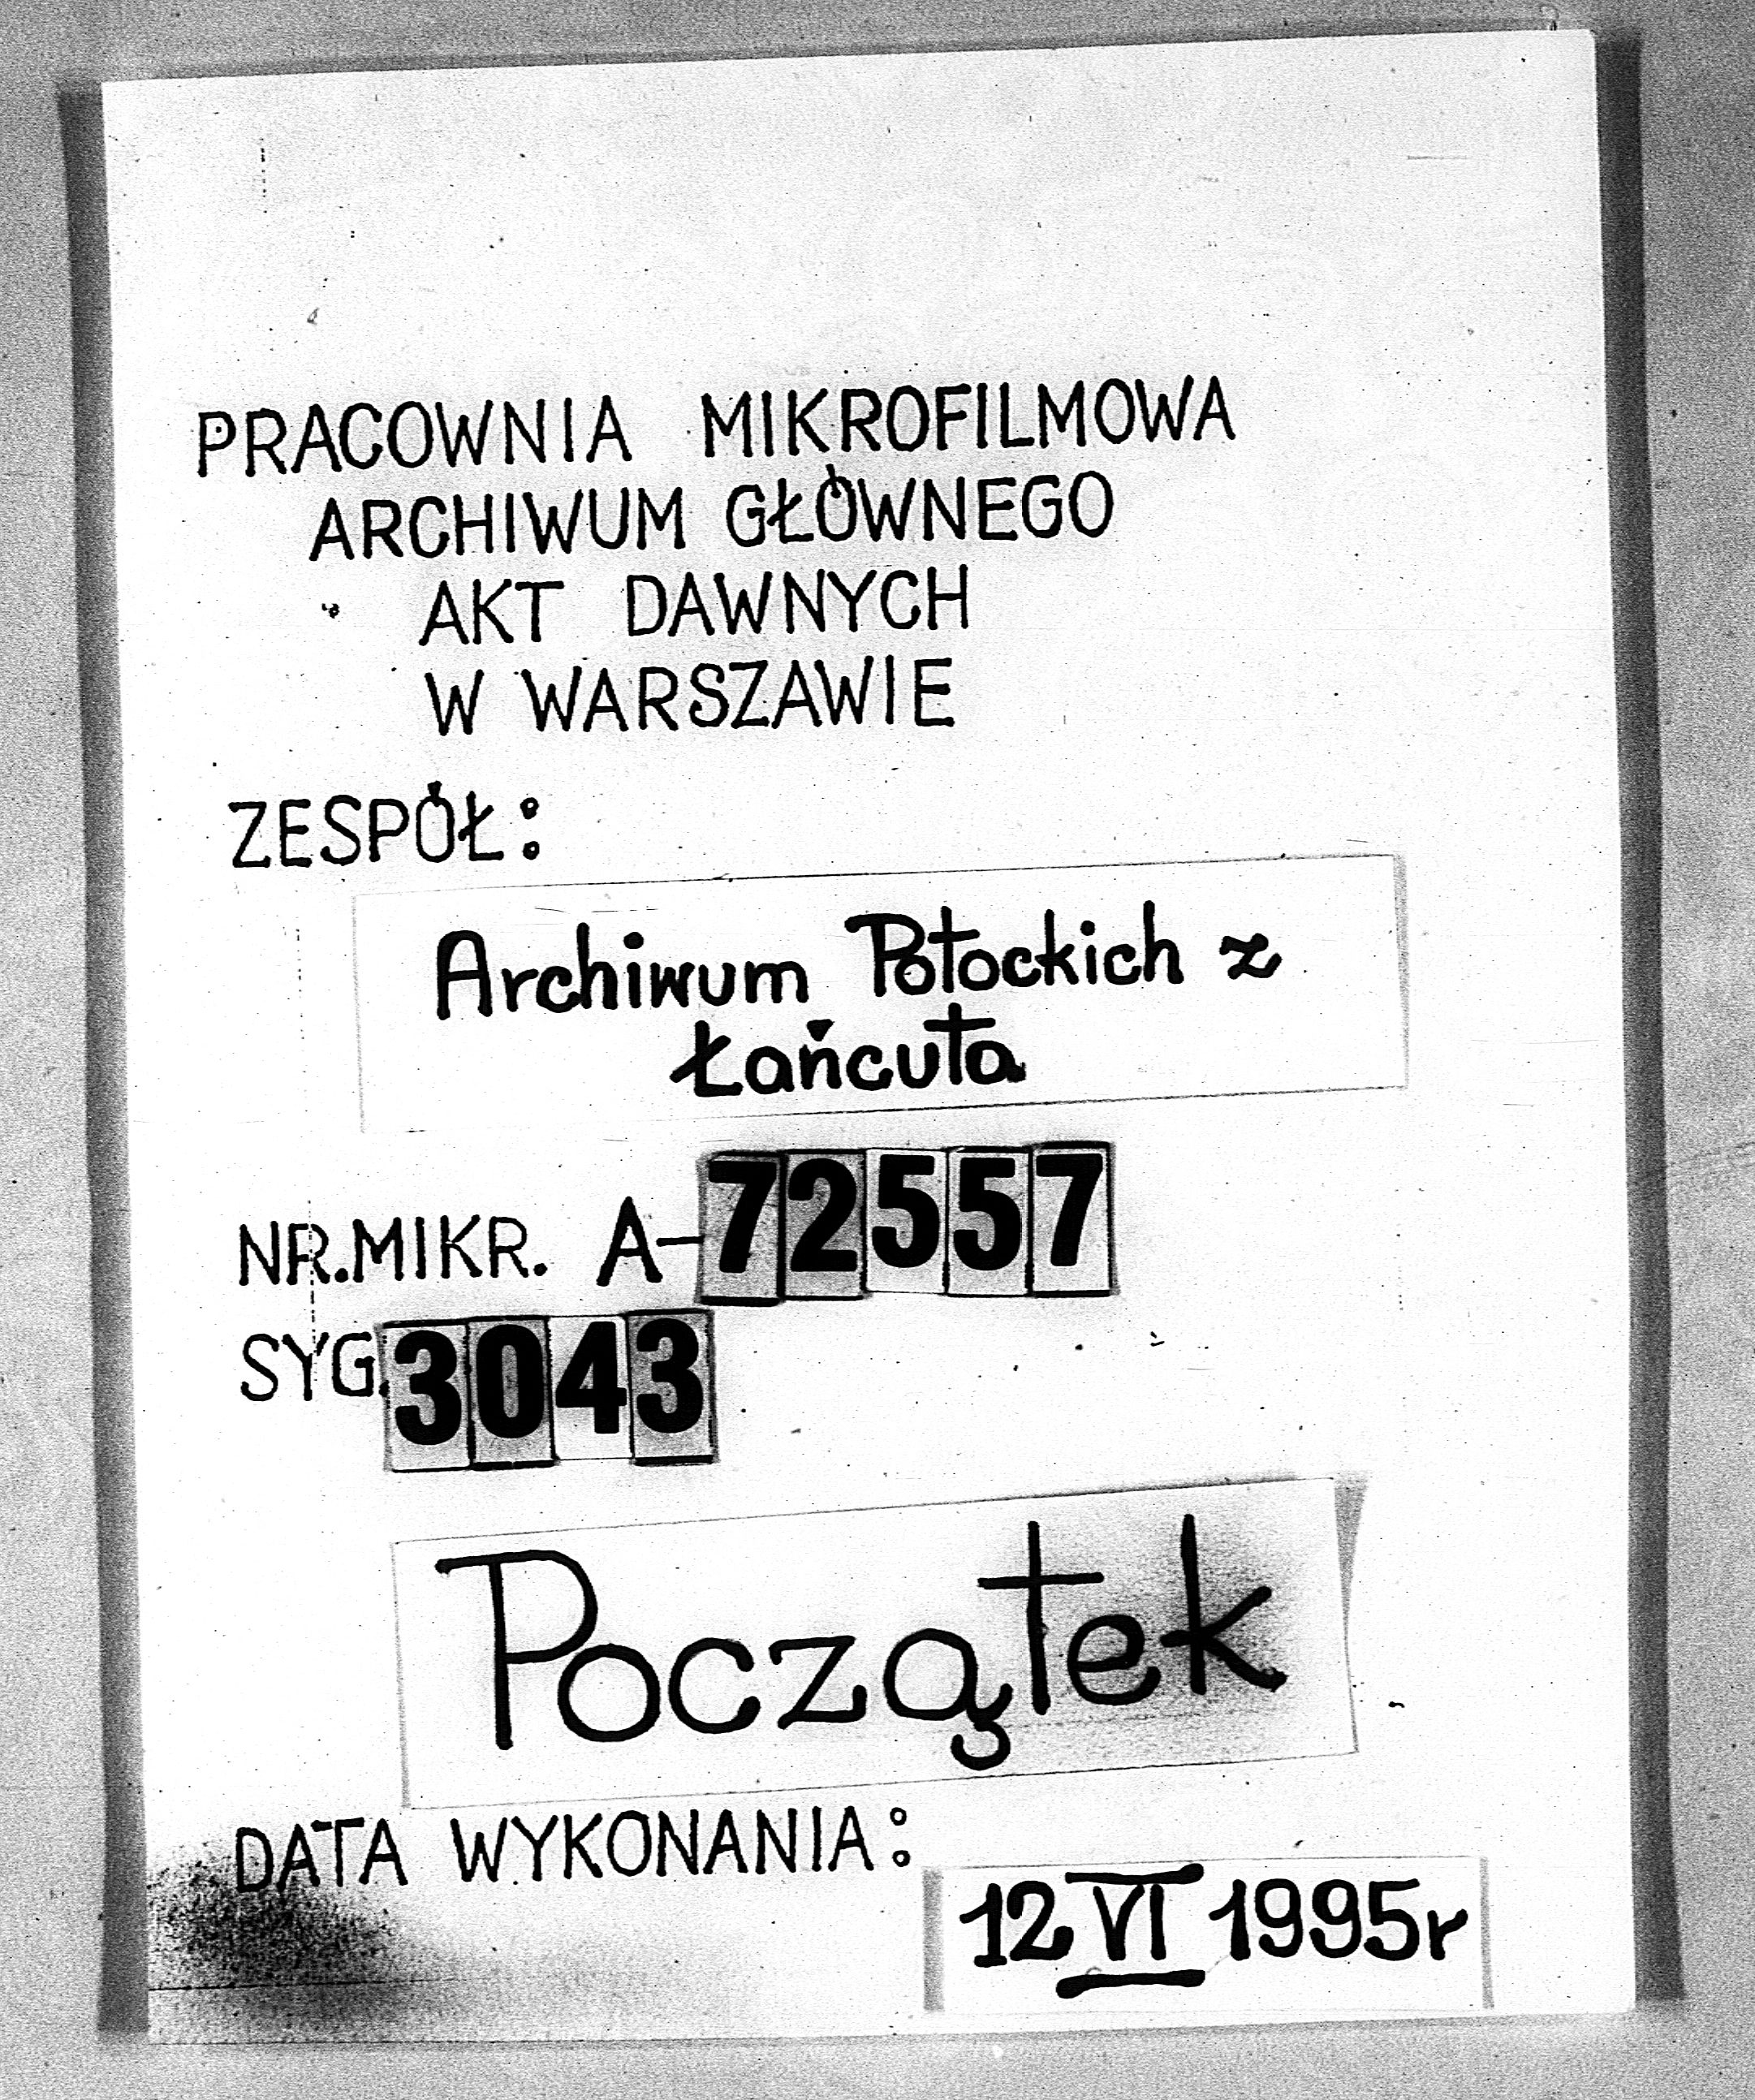 PRACOWNIA MIKROFILMOWA
ARCHIWUM GŁÓWNEGO
AKT DAWNYCH
W WARSZAWIE
ZESPÓŁ:
Archiwum Potockich z
Łańcuta
NR.MIKR. A-72557
SYG.3043
Początek
DATA WYKONANIA:
12 VI 1995r